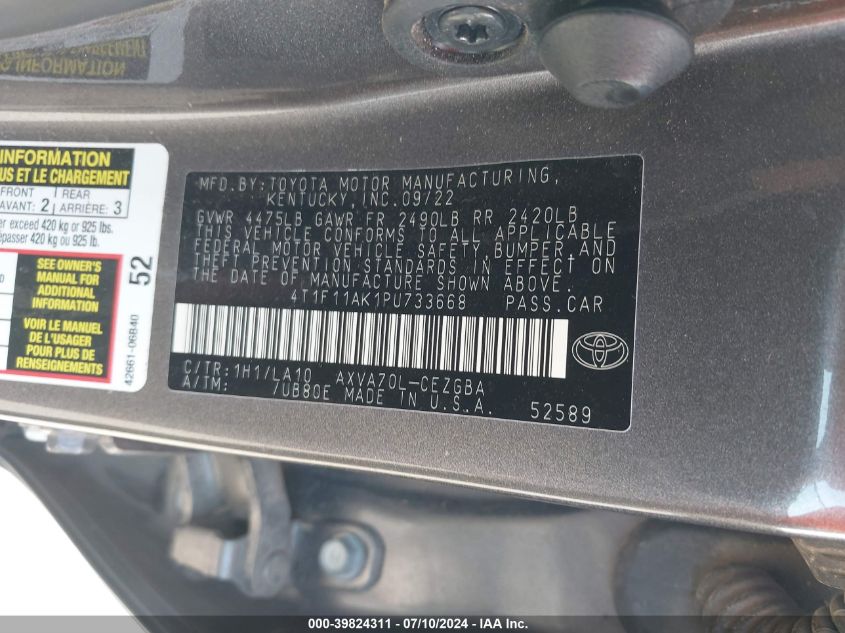 & INFORMATION
INFORMATION
US ET LE CHARGEMENT
FRONT
AVANT: 2
REAR
ARRIÈRE: 3
er exceed 420 kg or 925 lbs.
épasser 420 kg ou 925 lb.
SEE OWNER'S
MANUAL FOR
ADDITIONAL
INFORMATION
VOIR LE MANUEL
DE L'USAGER
POUR PLUS DE
RENSEIGNEMENTS
52
42661-06B40
MFD.BY:TOYOTA MOTOR MANUFACTURING,
KENTUCKY, INC.09/22
GVWR 4475LB GAWR FR 2490LB RR 2420LB
THIS VEHICLE CONFORMS TO ALL APPLICABLE
FEDERAL MOTOR VEHICLE SAFETY, BUMPER, AND
THEFT PREVENTION STANDARDS IN EFFECT ON
THE DATE OF MANUFACTURE SHOWN ABOVE.
4T1F11AK1PU733668 PASS.CAR
C/TR:1H1/LA10 AXVA70L-CEZGBA
A/TM: 7UB80E MADE IN U.S.A. 52589
000-39824311 - 07/10/2024 - IAAI.COM INC.